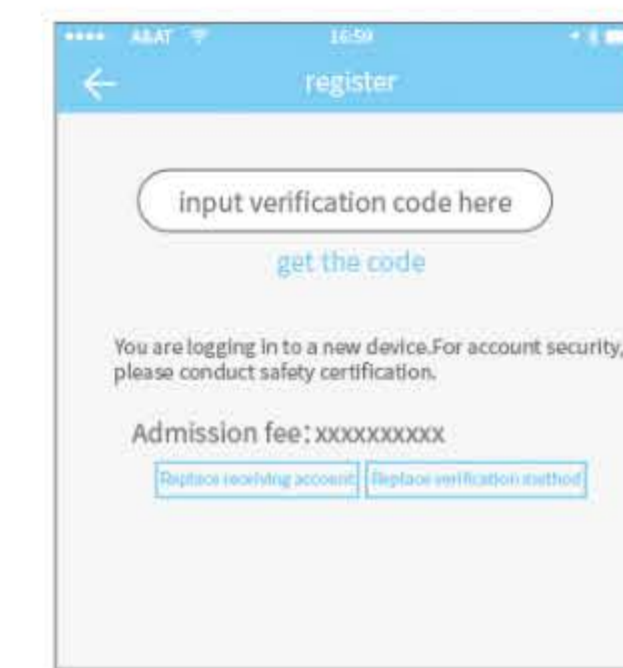 A&AT 16:59
register
input verification code here
get the code
You are logging in to a new device.For account security,
please conduct safety certification.
Admission fee:xxxxxxxxxx
Replace receiving account Replace verification method